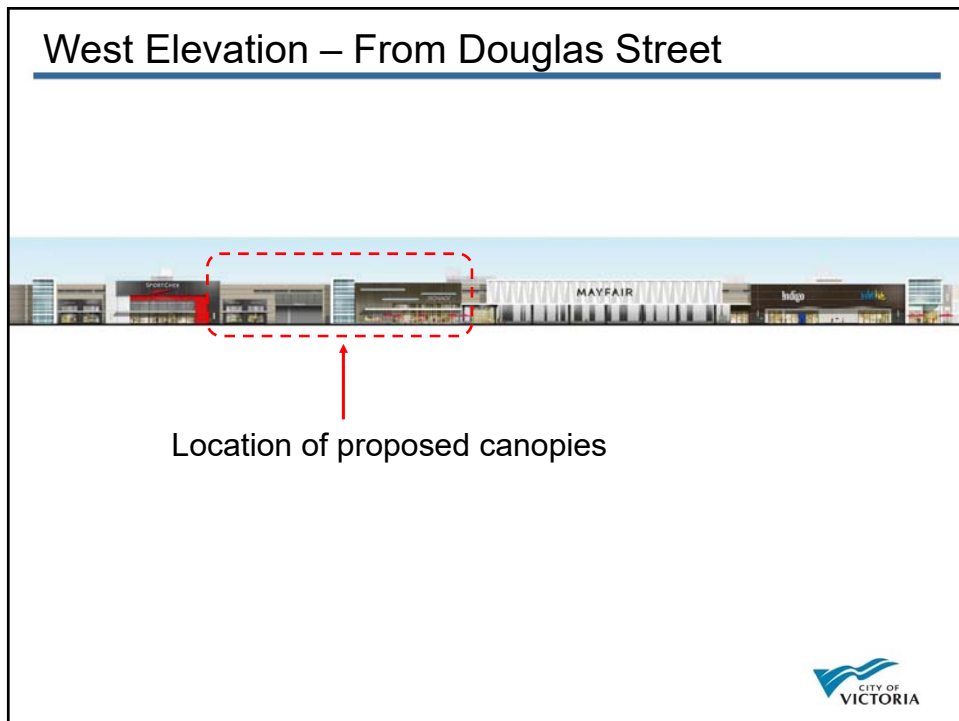 West Elevation – From Douglas Street
SPORTCHEK
MAYFAIR
Indigo
Location of proposed canopies
CITY OF
VICTORIA